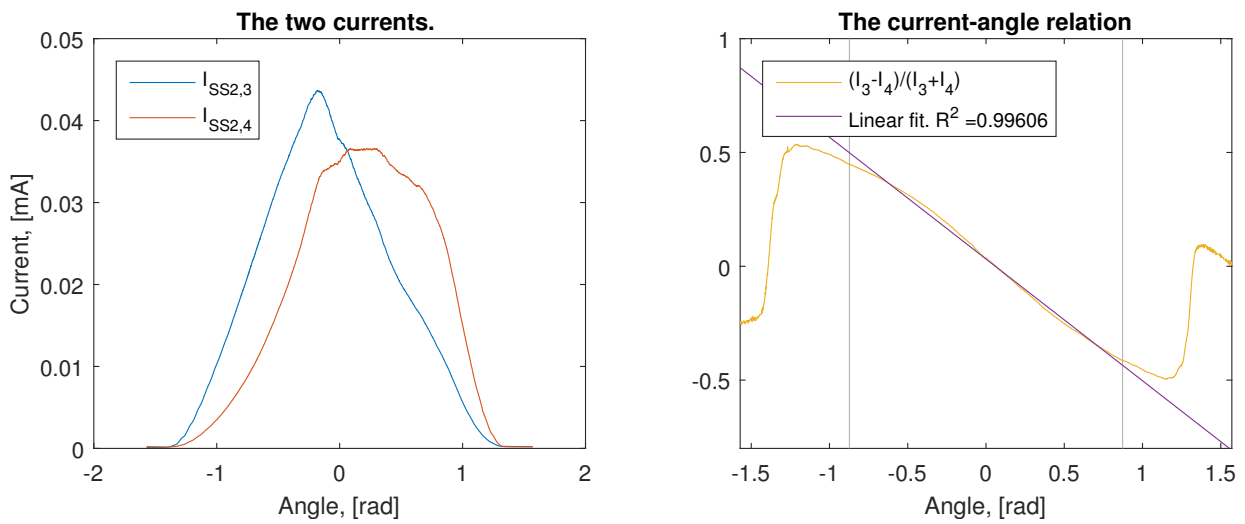 The two currents.
0.05
0.04
0.03
0.02
0.01
0
Current, [mA]
I_SS2,3
I_SS2,4
-2
-1
0
1
2
Angle, [rad]
The current-angle relation
1
0.5
0
-0.5
(I_3-I_4)/(I_3+I_4)
Linear fit. R^2 =0.99606
-1.5
-1
-0.5
0
0.5
1
1.5
Angle, [rad]